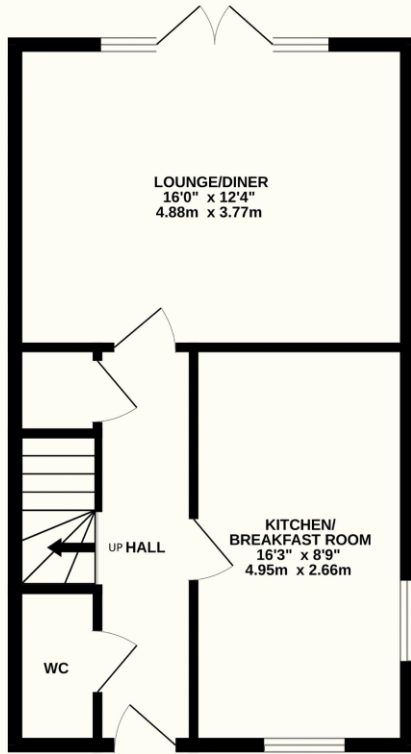 LOUNGE/DINER
16'0" x 12'4"
4.88m x 3.77m
KITCHEN/
BREAKFAST ROOM
16'3" x 8'9"
4.95m x 2.66m
UP HALL
WC